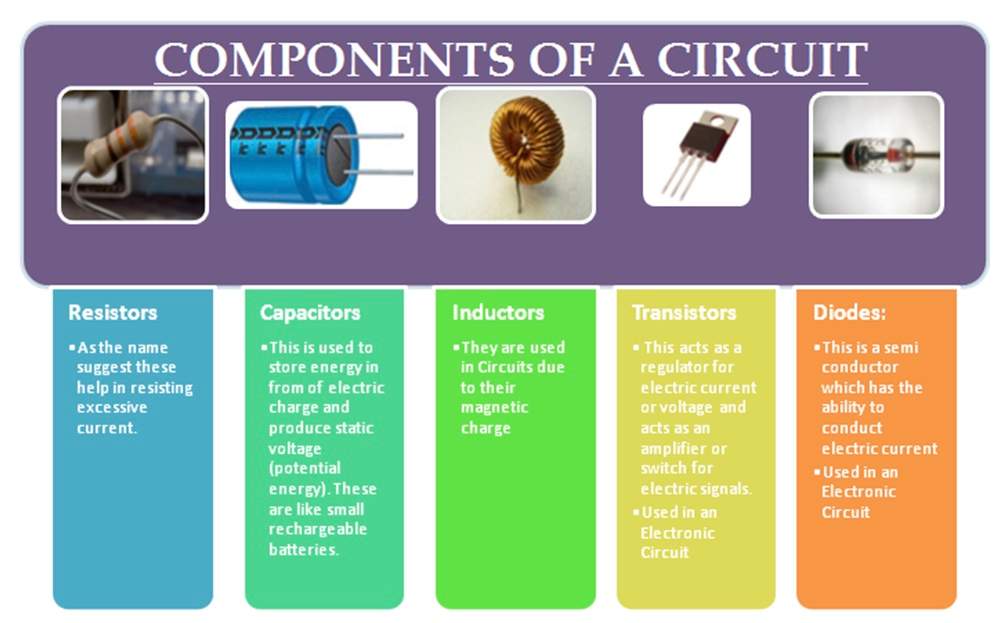 COMPONENTS OF A CIRCUIT
Resistors
▪As the name
suggest these
help in resisting
excessive
current.
Capacitors
▪This is used to
store energy in
from of electric
charge and
produce static
voltage
(potential
energy). These
are like small
rechargeable
batteries.
Inductors
▪They are used
in Circuits due
to their
magnetic
charge
Transistors
▪ This acts as a
regulator for
electric current
or voltage and
acts as an
amplifier or
switch for
electric signals.
▪Used in an
Electronic
Circuit
Diodes:
▪This is a semi
conductor
which has the
ability to
conduct
electric current
▪Used in an
Electronic
Circuit